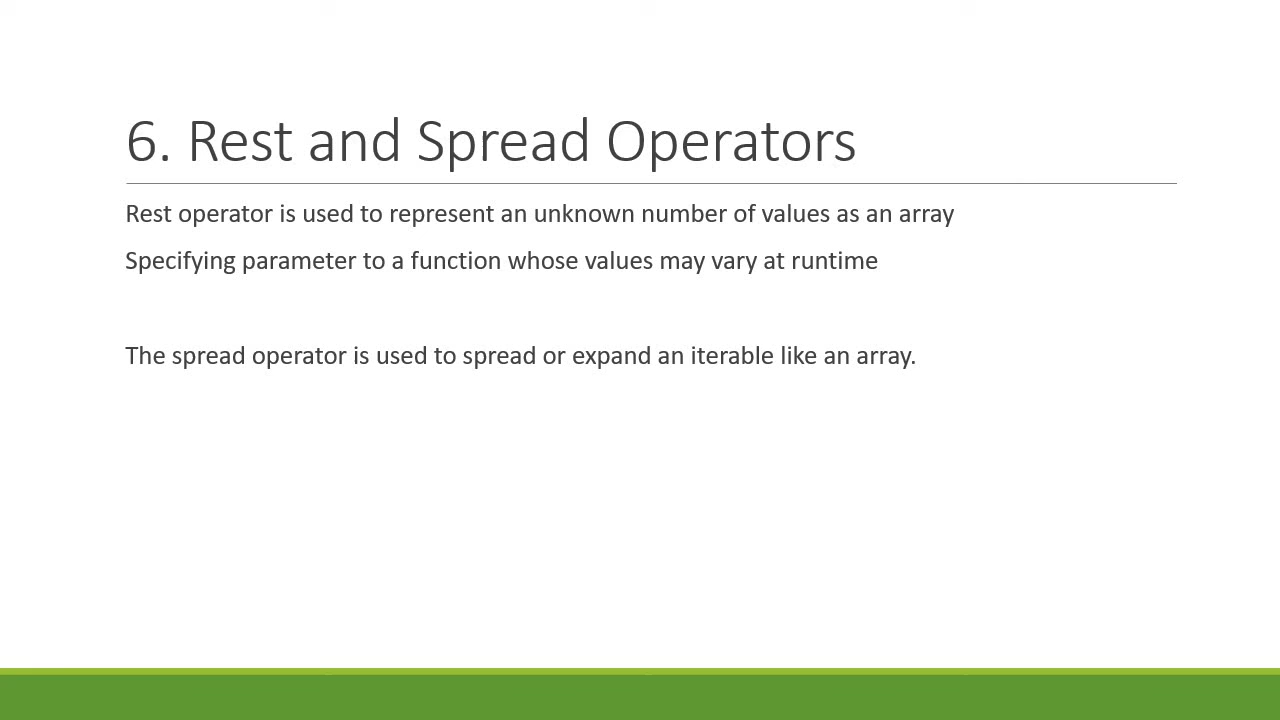 6. Rest and Spread Operators
Rest operator is used to represent an unknown number of values as an array
Specifying parameter to a function whose values may vary at runtime
The spread operator is used to spread or expand an iterable like an array.